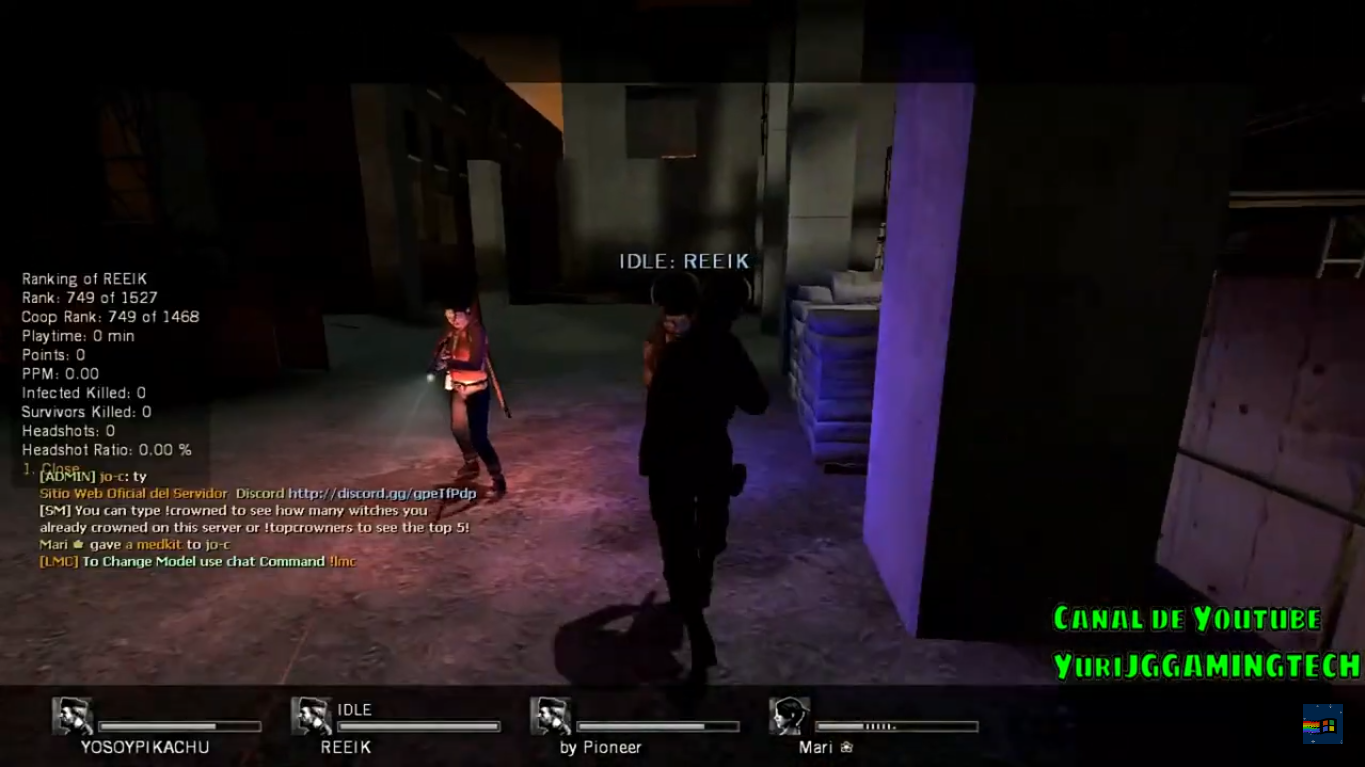 IDLE: REEIK
Ranking of REEIK
Rank: 749 of 1527
Coop Rank: 749 of 1468
Playtime: 0 min
Points: 0
PPM: 0.00
Infected Killed: 0
Survivors Killed: 0
Headshots: 0
Headshot Ratio: 0.00 %
1. Close
[ADMIN] jo-c: ty
Sitio Web Oficial del Servidor Discord http://discord.gg/gpeTfPdp
[SM] You can type !crowned to see how many witches you
already crowned on this server or !topcrowners to see the top 5!
Mari ❀ gave a medkit to jo-c
[LMC] To Change Model use chat Command !lmc
Canal de Youtube
YuriJGGAMINGTECH
IDLE
YOSOYPIKACHU
REEIK
by Pioneer
Mari ❀